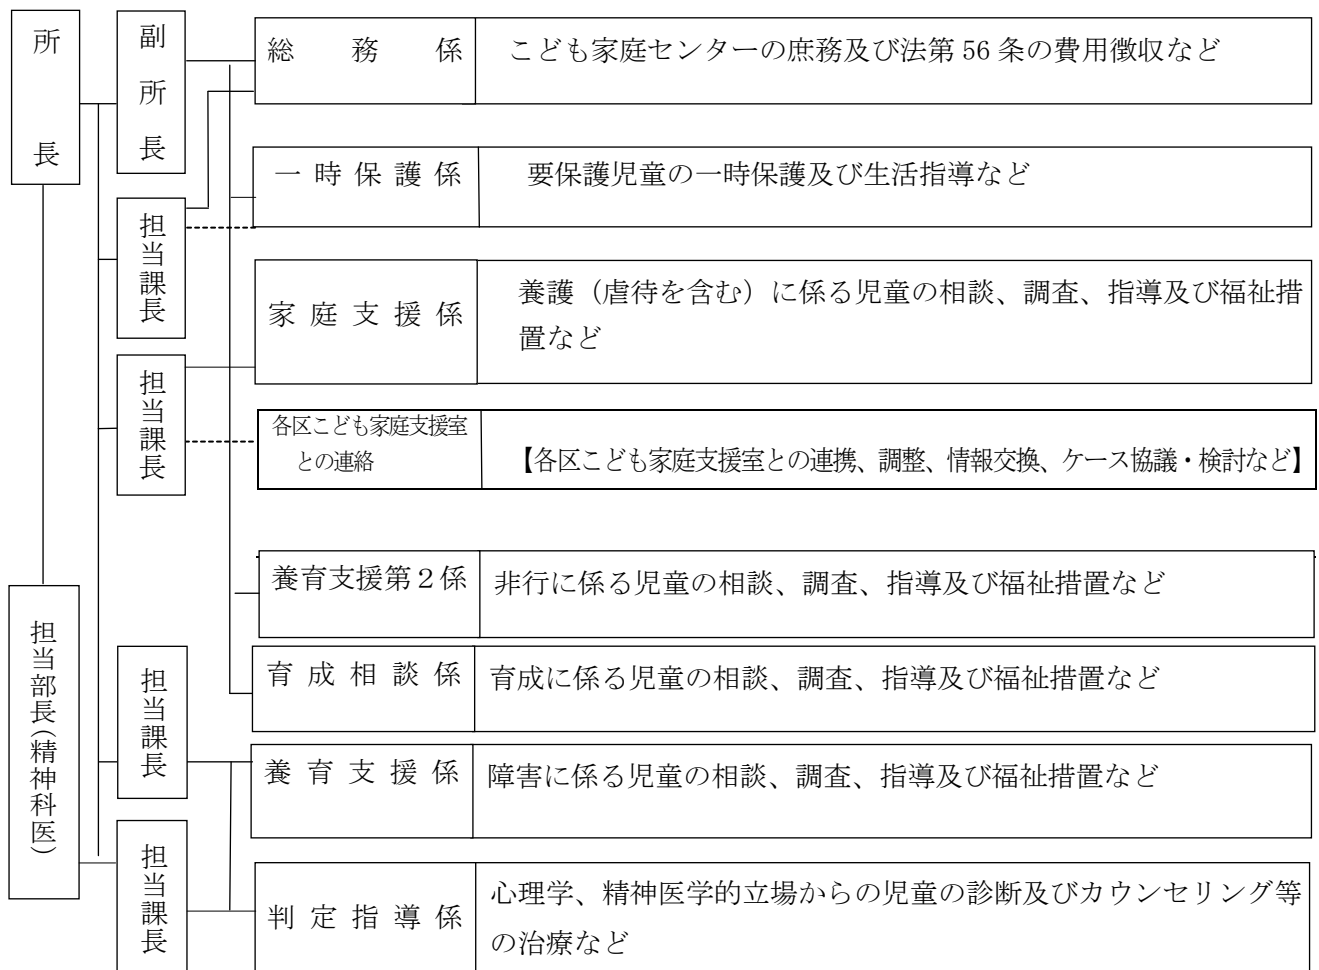 所長
副所長
総務係
こども家庭センターの庶務及び法第56条の費用徴収など
一時保護係
要保護児童の一時保護及び生活指導など
担当課長
家庭支援係
養護（虐待を含む）に係る児童の相談、調査、指導及び福祉措
置など
担当課長
各区こども家庭支援室
との連絡
【各区こども家庭支援室との連携、調整、情報交換、ケース協議・検討など】
養育支援第２係
非行に係る児童の相談、調査、指導及び福祉措置など
担当部長（精神科医）
担当課長
育成相談係
育成に係る児童の相談、調査、指導及び福祉措置など
養育支援係
障害に係る児童の相談、調査、指導及び福祉措置など
担当課長
判定指導係
心理学、精神医学的立場からの児童の診断及びカウンセリング等
の治療など